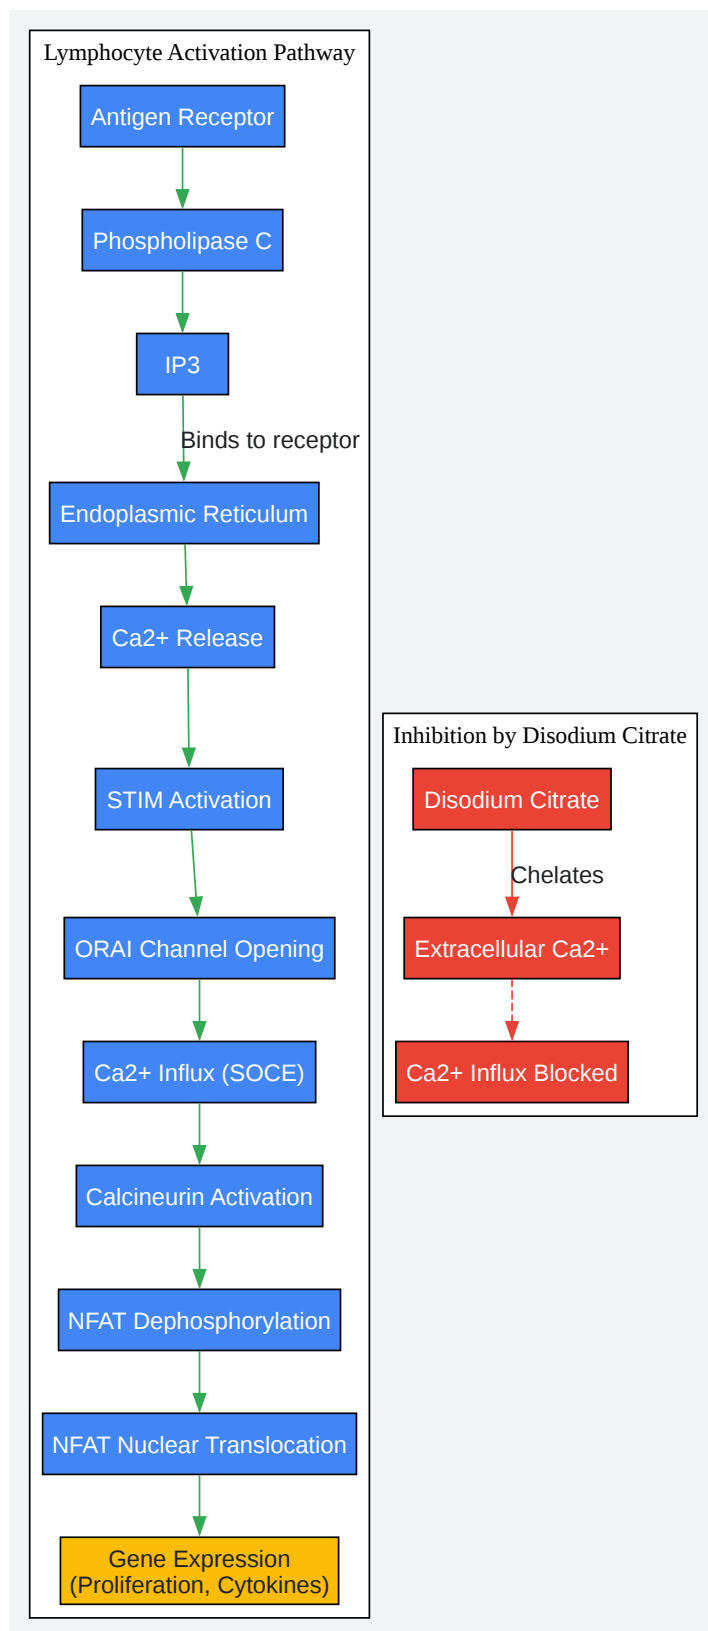 Lymphocyte Activation Pathway
Antigen Receptor
Phospholipase C
IP3
Binds to receptor
Endoplasmic Reticulum
Ca2+ Release
STIM Activation
ORAI Channel Opening
Ca2+ Influx (SOCE)
Calcineurin Activation
NFAT Dephosphorylation
NFAT Nuclear Translocation
Gene Expression
(Proliferation, Cytokines)
Inhibition by Disodium Citrate
Disodium Citrate
Chelates
Extracellular Ca2+
Ca2+ Influx Blocked